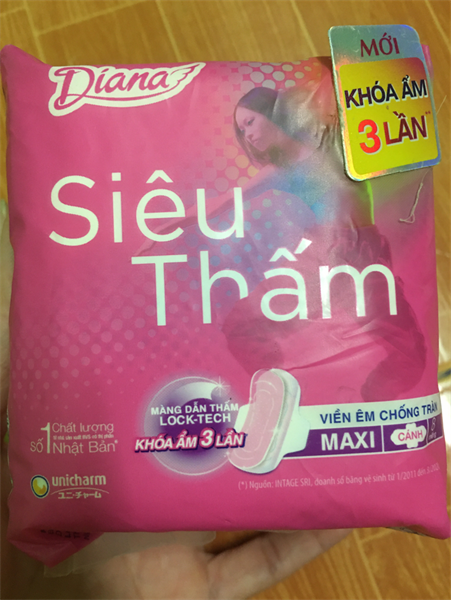 Diana
MỚI
KHÓA ẨM
3 LẦN
Siêu
Thấm
MÀNG DẪN THẤM
LOCK-TECH
KHÓA ẨM 3 LẦN
VIỀN ÊM CHỐNG TRÀN
MAXI CÁNH
Số 1 Chất lượng
Nhật Bản*
unicharm
ユニ・チャーム
(*) Nguồn: INTAGE SRI, doanh số băng vệ sinh từ 1/2011 đến